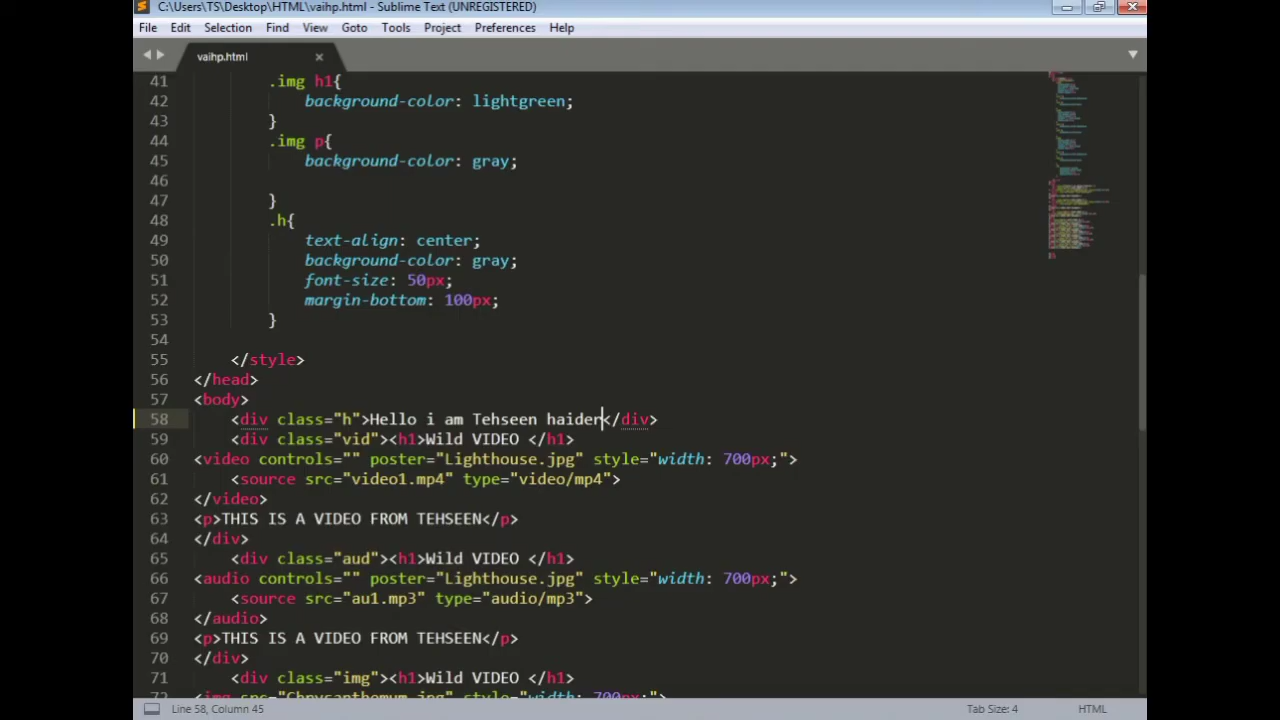 C:\Users\TS\Desktop\HTML\vaihp.html - Sublime Text (UNREGISTERED)
File Edit Selection Find View Goto Tools Project Preferences Help
vaihp.html
41 .img h1{
42 background-color: lightgreen;
43 }
44 .img p{
45 background-color: gray;
46
47 }
48 .h{
49 text-align: center;
50 background-color: gray;
51 font-size: 50px;
52 margin-bottom: 100px;
53 }
54
55 </style>
56 </head>
57 <body>
58 <div class="h">Hello i am Tehseen haider</div>
59 <div class="vid"><h1>Wild VIDEO </h1>
60 <video controls="" poster="Lighthouse.jpg" style="width: 700px;">
61 <source src="video1.mp4" type="video/mp4">
62 </video>
63 <p>THIS IS A VIDEO FROM TEHSEEN</p>
64 </div>
65 <div class="aud"><h1>Wild VIDEO </h1>
66 <audio controls="" poster="Lighthouse.jpg" style="width: 700px;">
67 <source src="au1.mp3" type="audio/mp3">
68 </audio>
69 <p>THIS IS A VIDEO FROM TEHSEEN</p>
70 </div>
71 <div class="img"><h1>Wild VIDEO </h1>
72 <img src="Chrysanthemum.jpg" style="width: 700px;">
Line 58, Column 45 Tab Size: 4 HTML